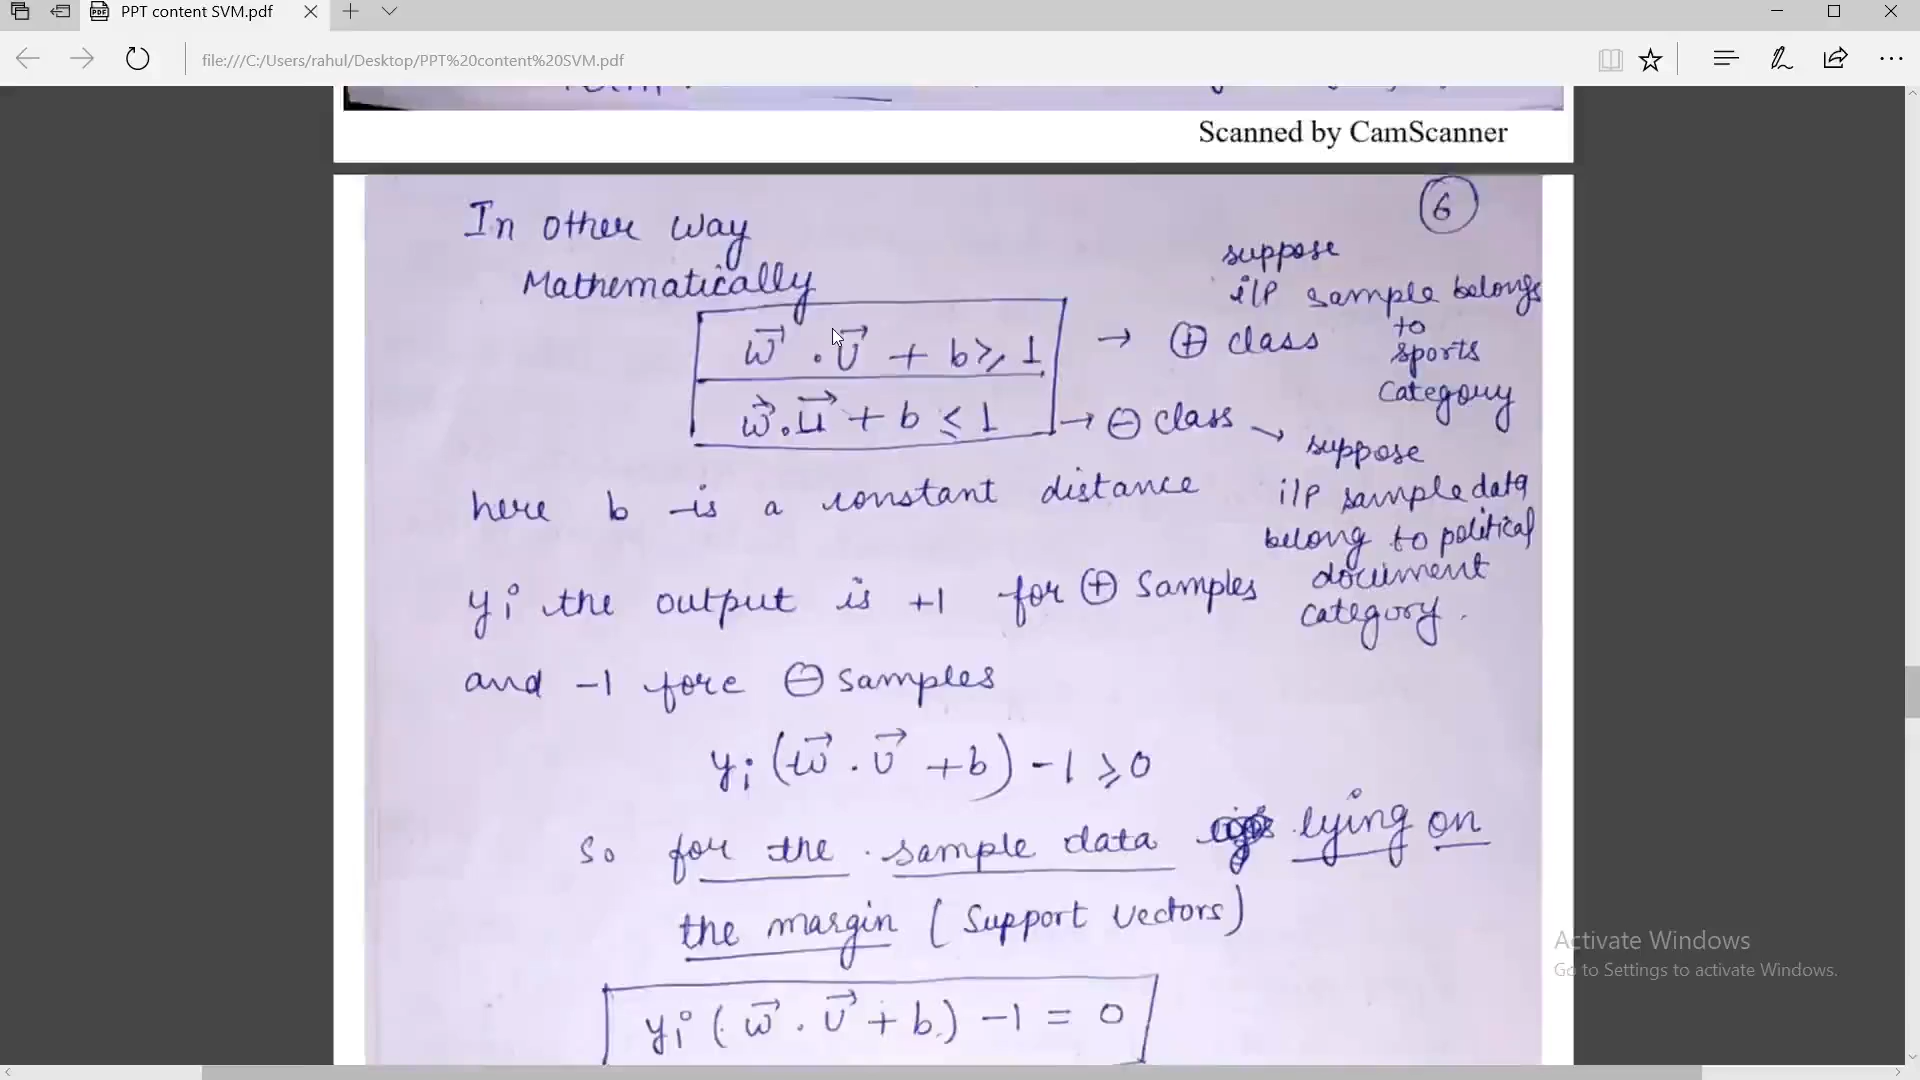 PPT content SVM.pdf
file:///C:/Users/rahul/Desktop/PPT%20content%20SVM.pdf
Scanned by CamScanner
6
In other way
Mathematically
w⃗ . v⃗ + b ≥ 1 → ⊕ class
suppose
i/p sample belongs
to
sports
Category
w⃗ . u⃗ + b ≤ 1 → ⊖ class →
suppose
i/p sample data
belong to political
document
category.
here b is a constant distance
yi the output is +1 for ⊕ Samples
and -1 fore ⊖ samples
yi (w⃗ . v⃗ + b) - 1 ≥ 0
So for the sample data lying on
the margin (Support Vectors)
yi (w⃗ . v⃗ + b) - 1 = 0
Activate Windows
Go to Settings to activate Windows.